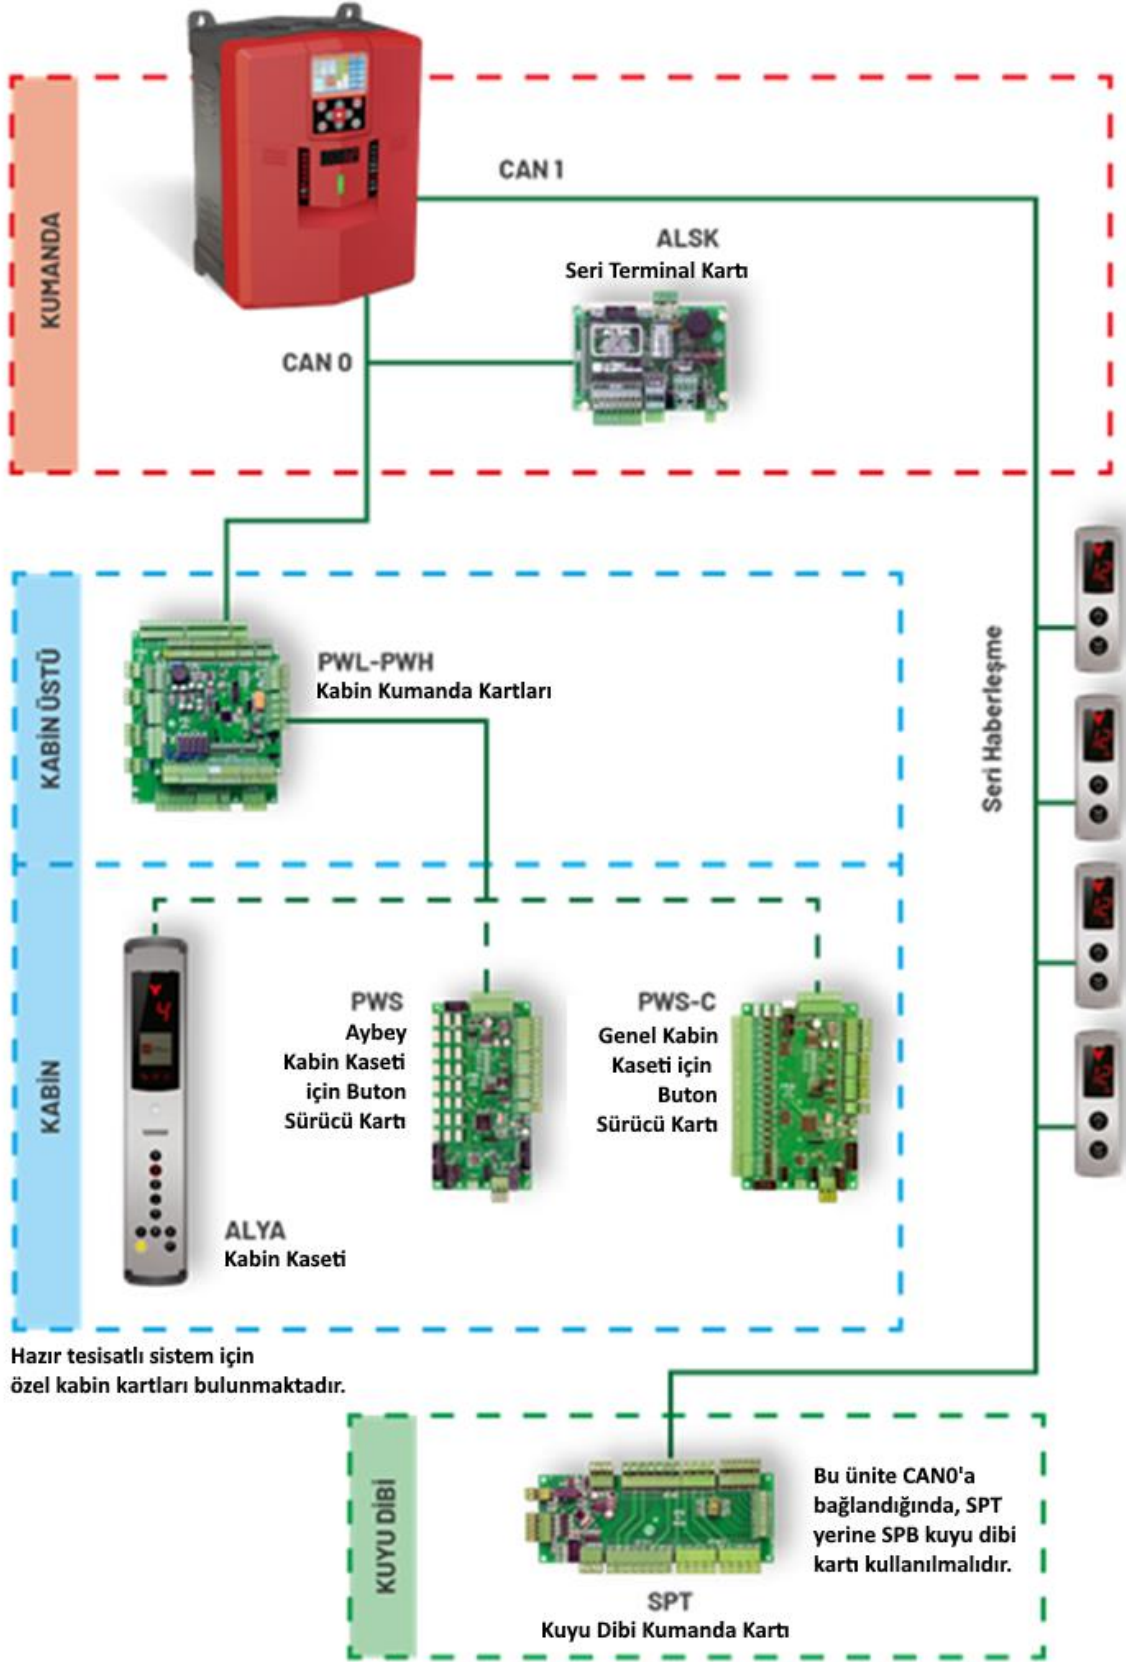 KUMANDA
CAN 1
ALSK
Seri Terminal Kartı
CAN 0
KABİN ÜSTÜ
PWL-PWH
Kabin Kumanda Kartları
Seri Haberleşme
KABİN
PWS
Aybey
Kabin Kaseti
için Buton
Sürücü Kartı
PWS-C
Genel Kabin
Kaseti için
Buton
Sürücü Kartı
4
ALYA
Kabin Kaseti
Hazır tesisatlı sistem için
özel kabin kartları bulunmaktadır.
KUYU DİBİ
Bu ünite CAN0'a
bağlandığında, SPT
yerine SPB kuyu dibi
kartı kullanılmalıdır.
SPT
Kuyu Dibi Kumanda Kartı